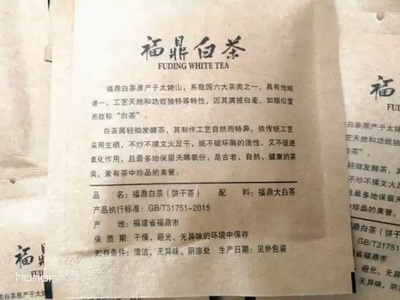 福鼎白茶
FUDING WHITE TEA
福鼎白茶原产于太姥山，系我国六大茶类之一，具有地域
唯一、工艺天然和功效独特等特性，因其满披白毫，如银似雪
而故称“白茶”。
白茶属轻微发酵茶，其制作工艺自然而特异，依传统工艺
采用生晒，不炒不揉文火足干，既不破坏酶的活性，又不促进
氧化作用，且最多地保留天晞氨份，是古老、自然、健康的茶
类，素有茶中珍品的美誉。
品 名：福鼎白茶（饼干茶） 配 料：福鼎大白茶
产品执行标准：GB/T31751-2015
产 地：福建省福鼎市
保 质 期：干燥、避光、无异味的环境中保存
贮存条件：清洁、无异味、阴凉处 生产日期：见外包装
福鼎
FUD